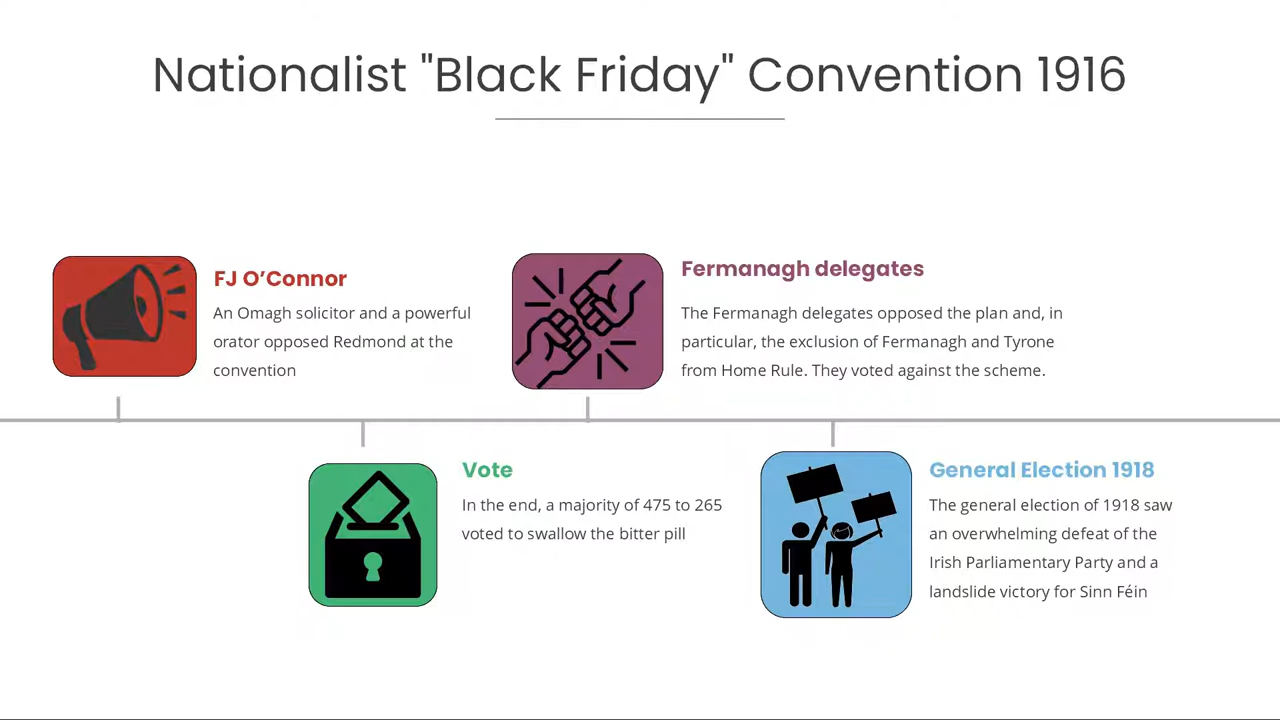 Nationalist "Black Friday" Convention 1916
FJ O’Connor
An Omagh solicitor and a powerful
orator opposed Redmond at the
convention
Fermanagh delegates
The Fermanagh delegates opposed the plan and, in
particular, the exclusion of Fermanagh and Tyrone
from Home Rule. They voted against the scheme.
Vote
In the end, a majority of 475 to 265
voted to swallow the bitter pill
General Election 1918
The general election of 1918 saw
an overwhelming defeat of the
Irish Parliamentary Party and a
landslide victory for Sinn Féin